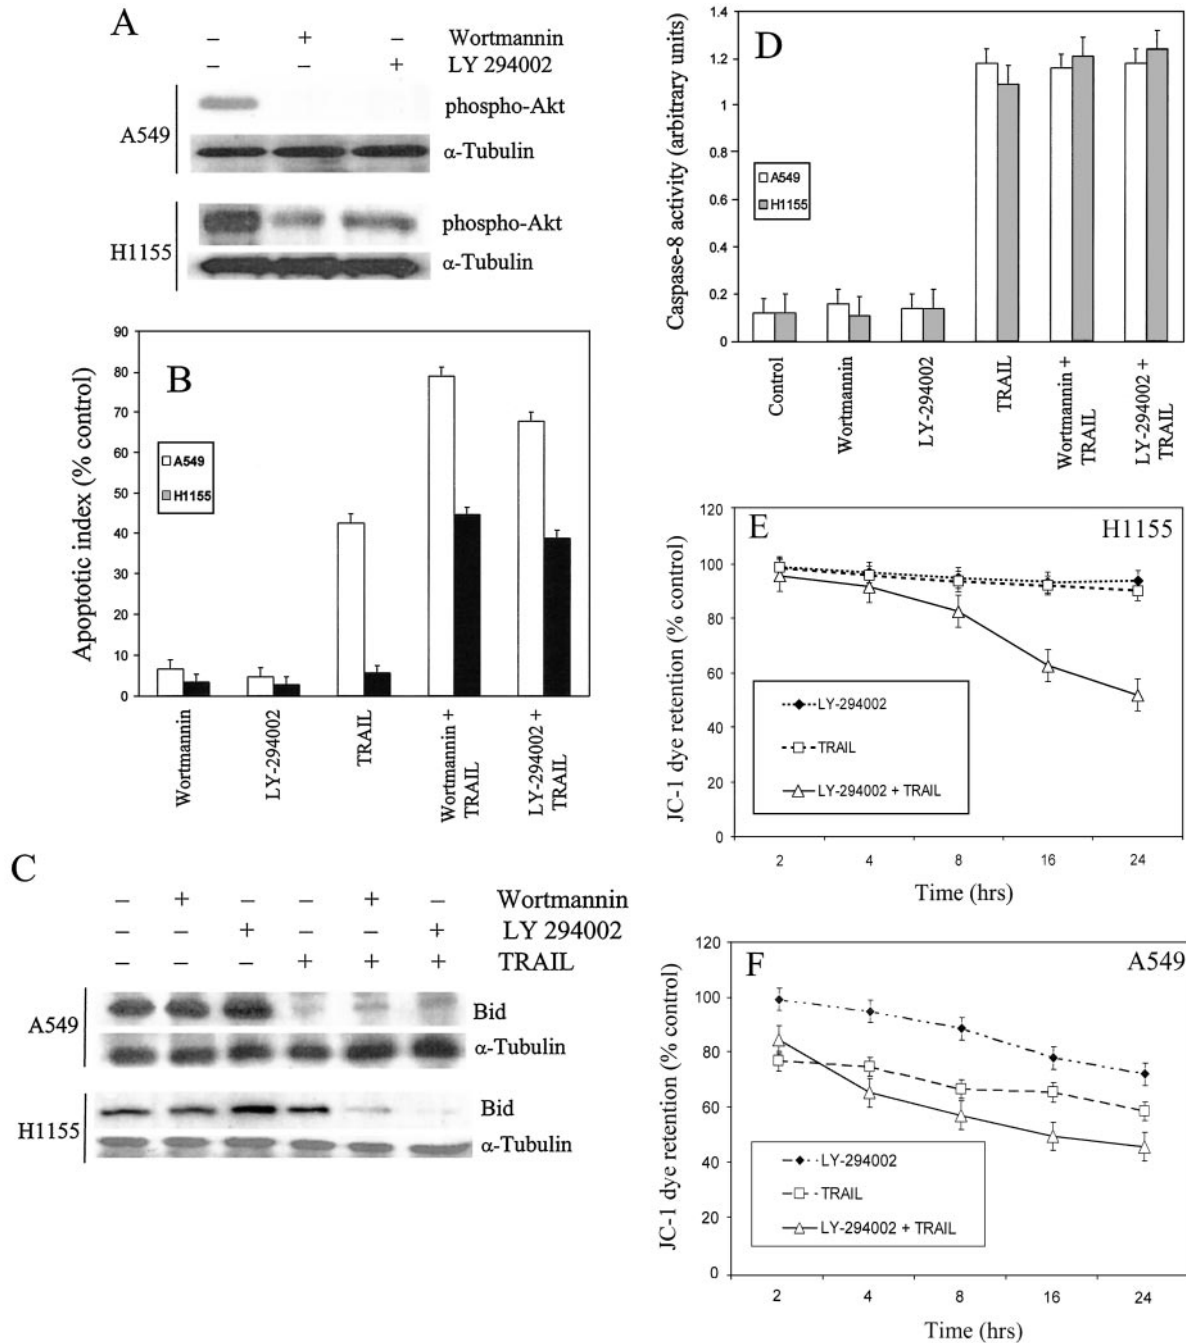 A
– + – Wortmannin
– – + LY 294002
A549
phospho-Akt
α-Tubulin
H1155
phospho-Akt
α-Tubulin
B
Apoptotic index (% control)
90
80
70
60
50
40
30
20
10
0
A549
H1155
Wortmannin
LY-294002
TRAIL
Wortmannin +
TRAIL
LY-294002 +
TRAIL
C
– + – – + – Wortmannin
– – + – – + LY 294002
– – – + + + TRAIL
A549
Bid
α-Tubulin
H1155
Bid
α-Tubulin
D
Caspase-8 activity (arbitrary units)
1.4
1.2
1
0.8
0.6
0.4
0.2
0
A549
H1155
Control
Wortmannin
LY-294002
TRAIL
Wortmannin +
TRAIL
LY-294002 +
TRAIL
E
H1155
JC-1 dye retention (% control)
120
100
80
60
40
20
0
LY-294002
TRAIL
LY-294002 + TRAIL
2 4 8 16 24
Time (hrs)
F
A549
JC-1 dye retention (% control)
120
100
80
60
40
20
0
LY-294002
TRAIL
LY-294002 + TRAIL
2 4 8 16 24
Time (hrs)